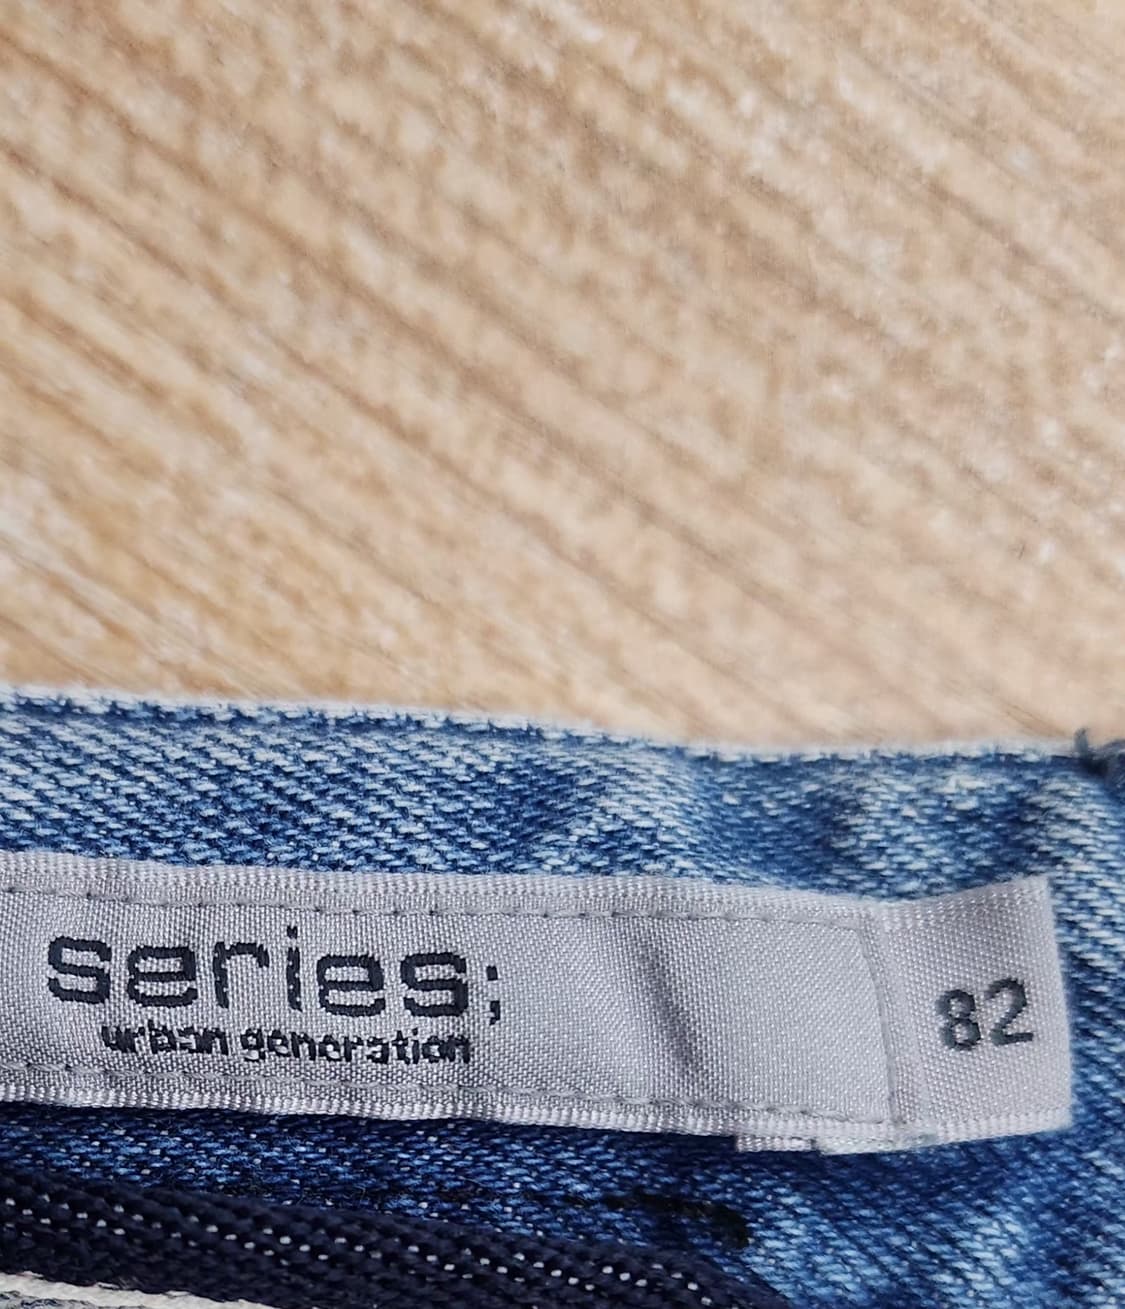 series;
urban generation
82